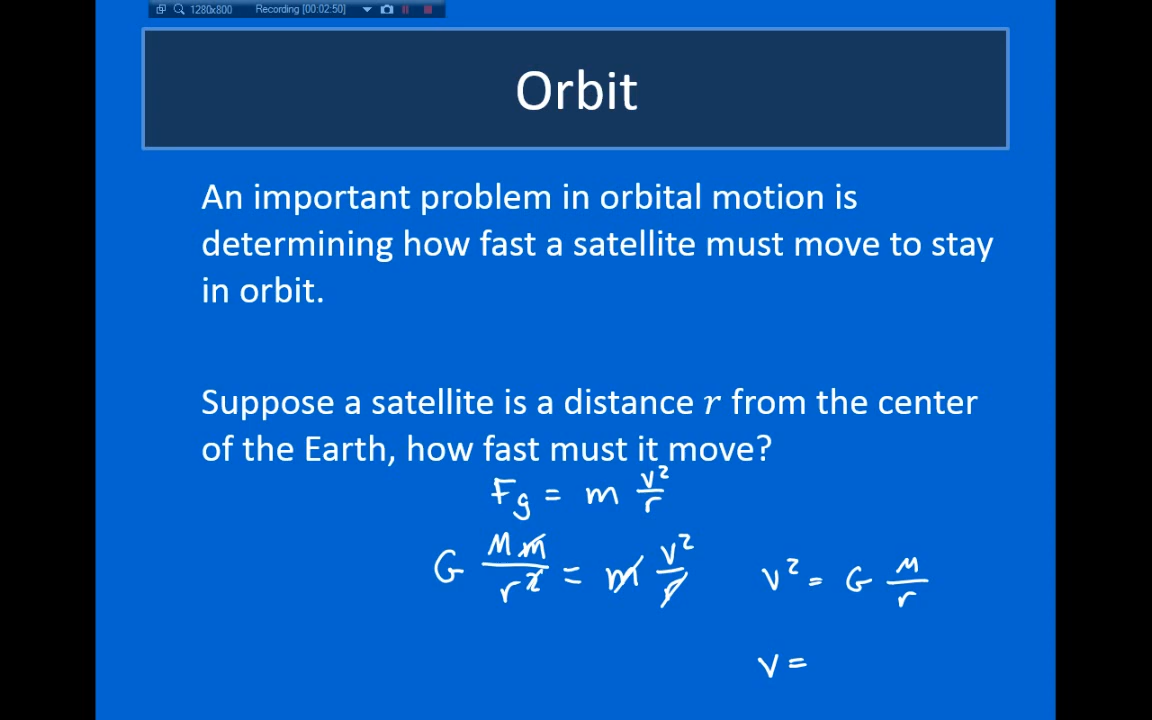 1280x800 Recording [00:02:50]
Orbit
An important problem in orbital motion is
determining how fast a satellite must move to stay
in orbit.
Suppose a satellite is a distance r from the center
of the Earth, how fast must it move?
Fg = m v²/r
G Mm/r² = m v²/r
v² = G M/r
v =